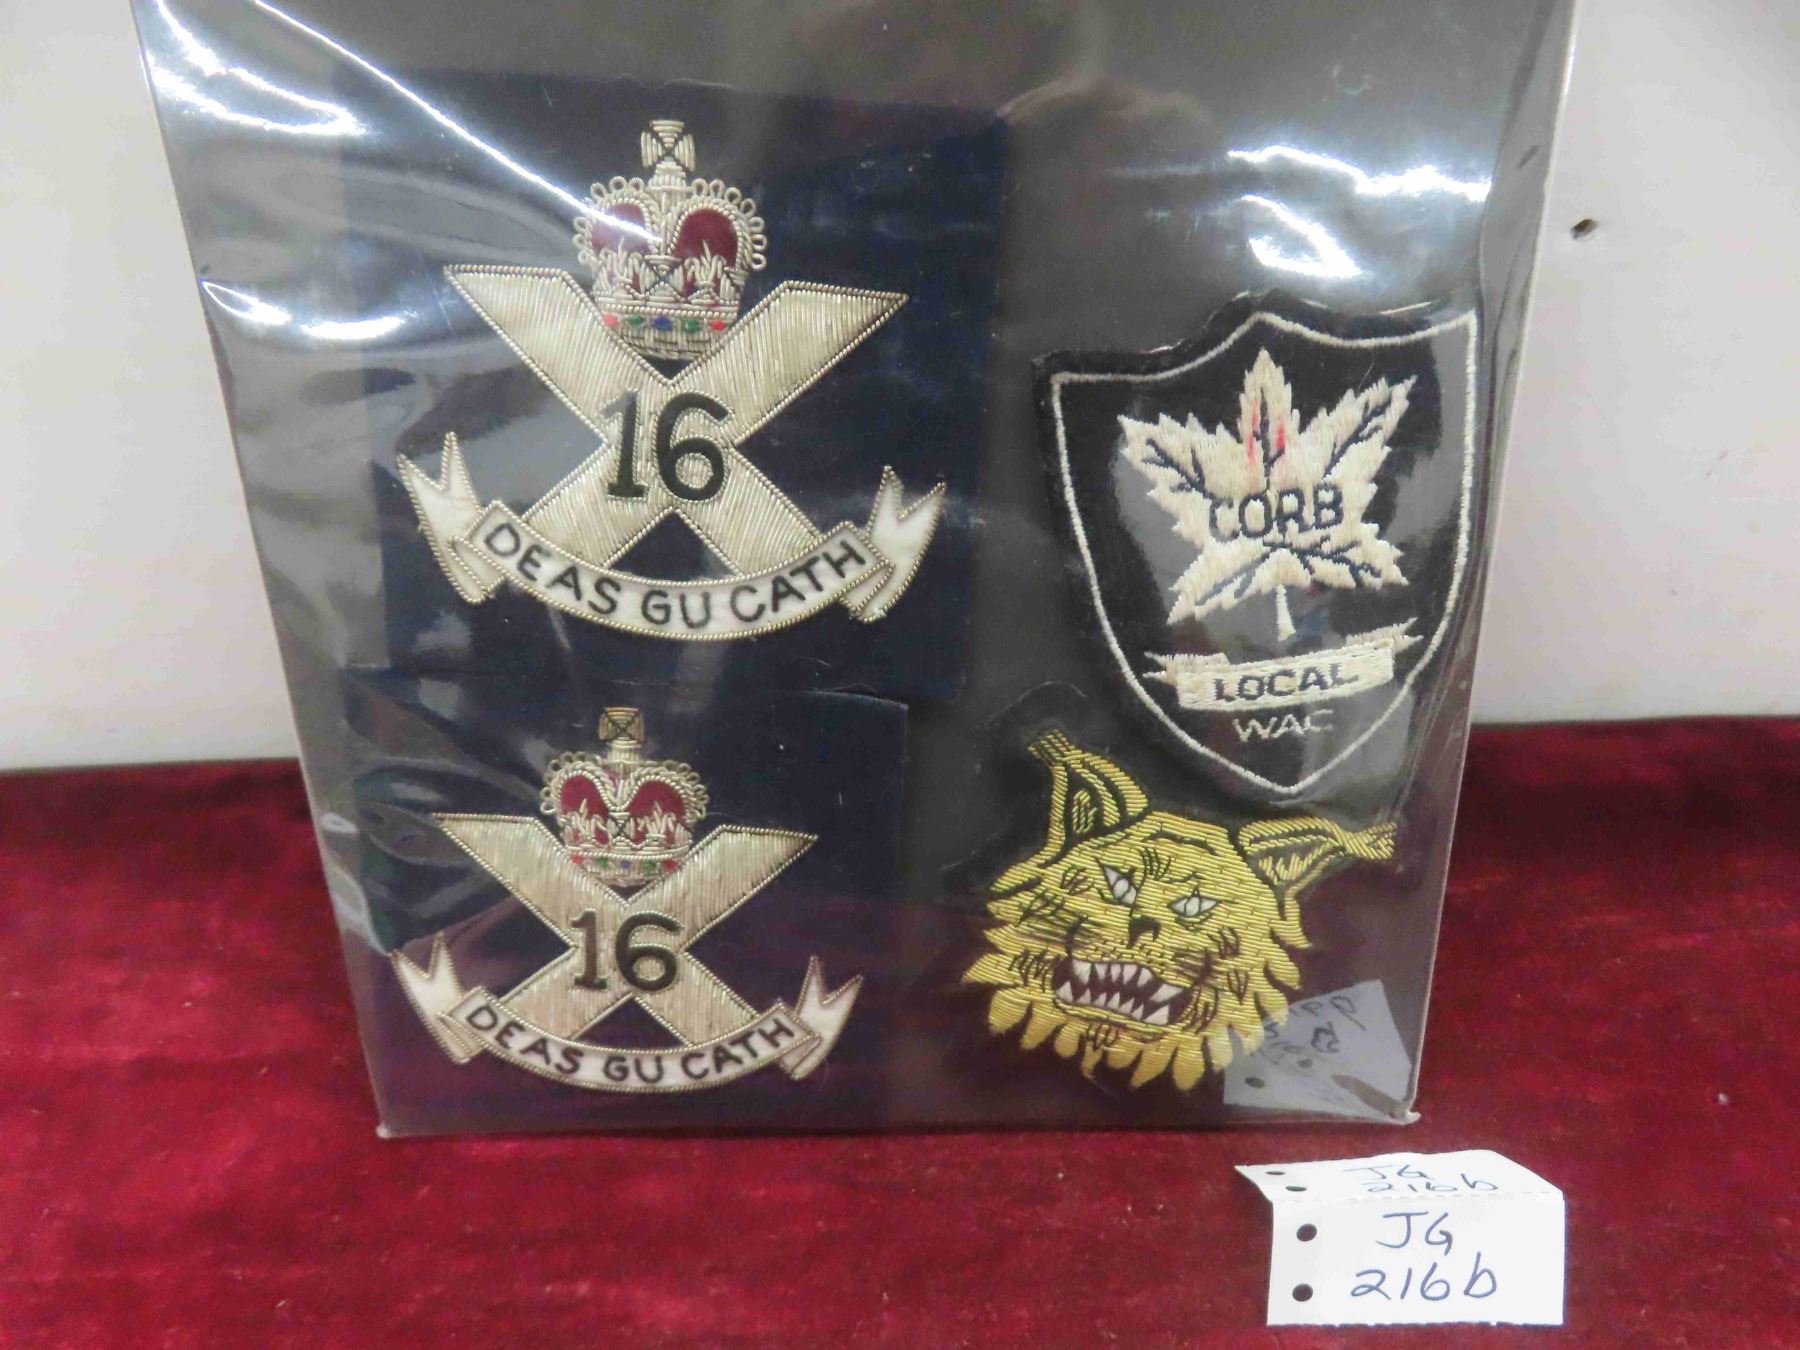 16
DEAS GU CATH
CORB
LOCAL
WAC
16
DEAS GU CATH
JG
216b
JG
216b